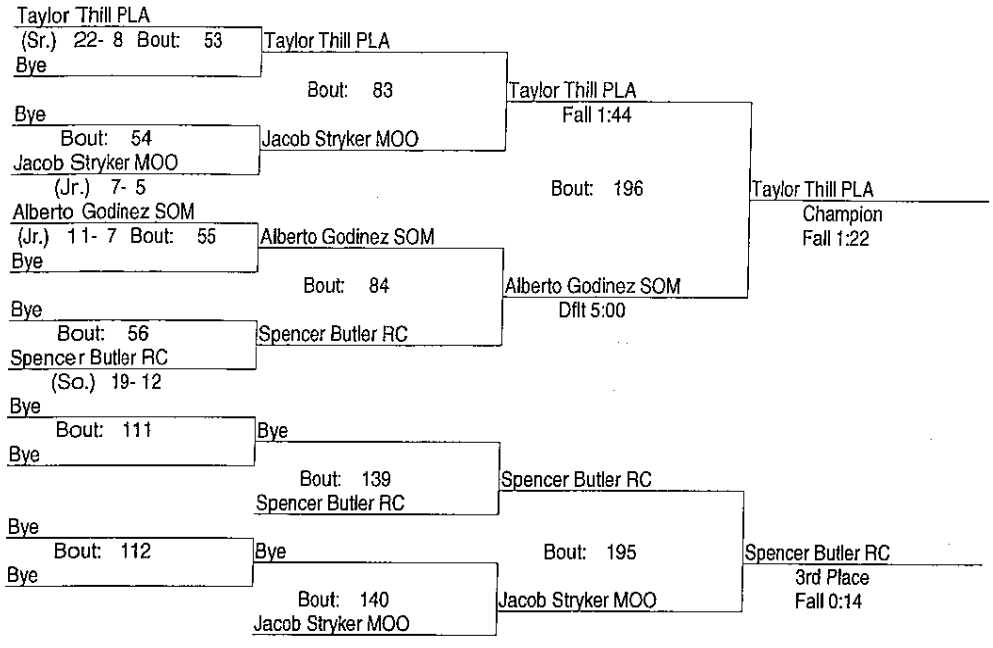 Taylor Thill PLA
(Sr.) 22- 8 Bout: 53
Taylor Thill PLA
Bye
Bout: 83
Taylor Thill PLA
Fall 1:44
Bye
Bout: 54
Jacob Stryker MOO
Jacob Stryker MOO
(Jr.) 7- 5
Bout: 196
Taylor Thill PLA
Champion
Fall 1:22
Alberto Godinez SOM
(Jr.) 11- 7 Bout: 55
Alberto Godinez SOM
Bye
Bout: 84
Alberto Godinez SOM
Dflt 5:00
Bye
Bout: 56
Spencer Butler RC
Spencer Butler RC
(So.) 19- 12
Bye
Bout: 111
Bye
Bye
Bout: 139
Spencer Butler RC
Spencer Butler RC
Bye
Bout: 112
Bye
Bye
Bout: 195
Spencer Butler RC
3rd Place
Fall 0:14
Bout: 140
Jacob Stryker MOO
Jacob Stryker MOO